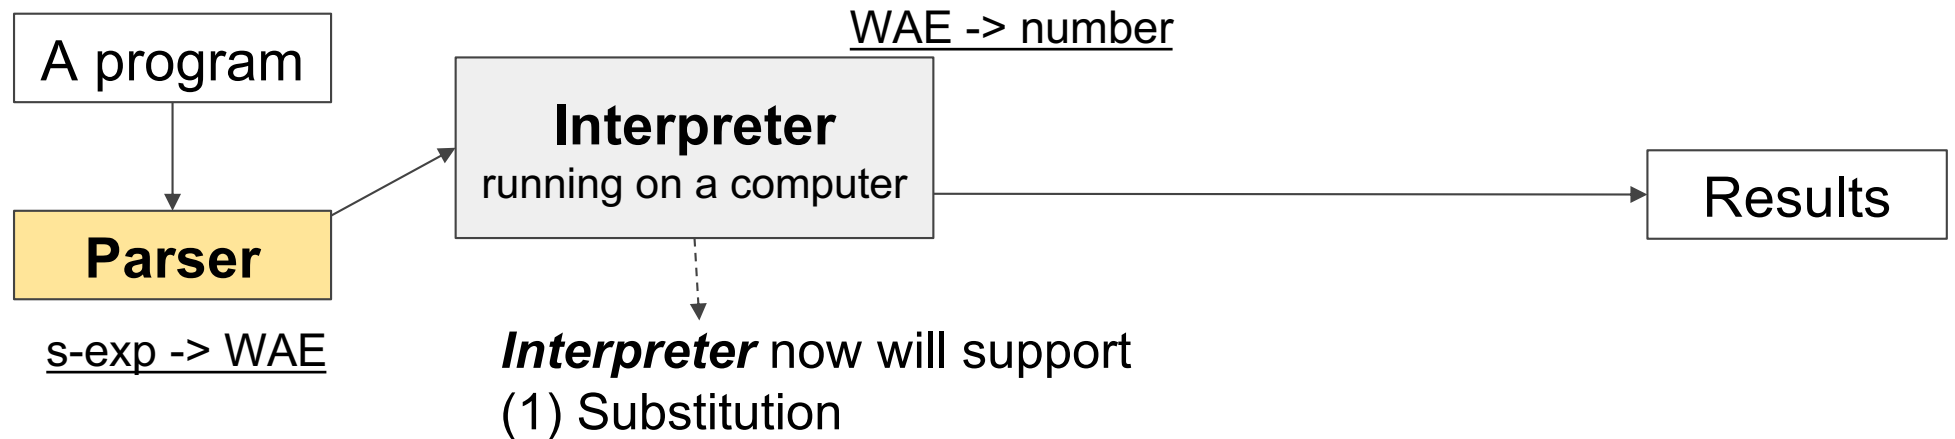 WAE -> number
A program
Interpreter
running on a computer
Results
Parser
s-exp -> WAE
Interpreter now will support
(1) Substitution